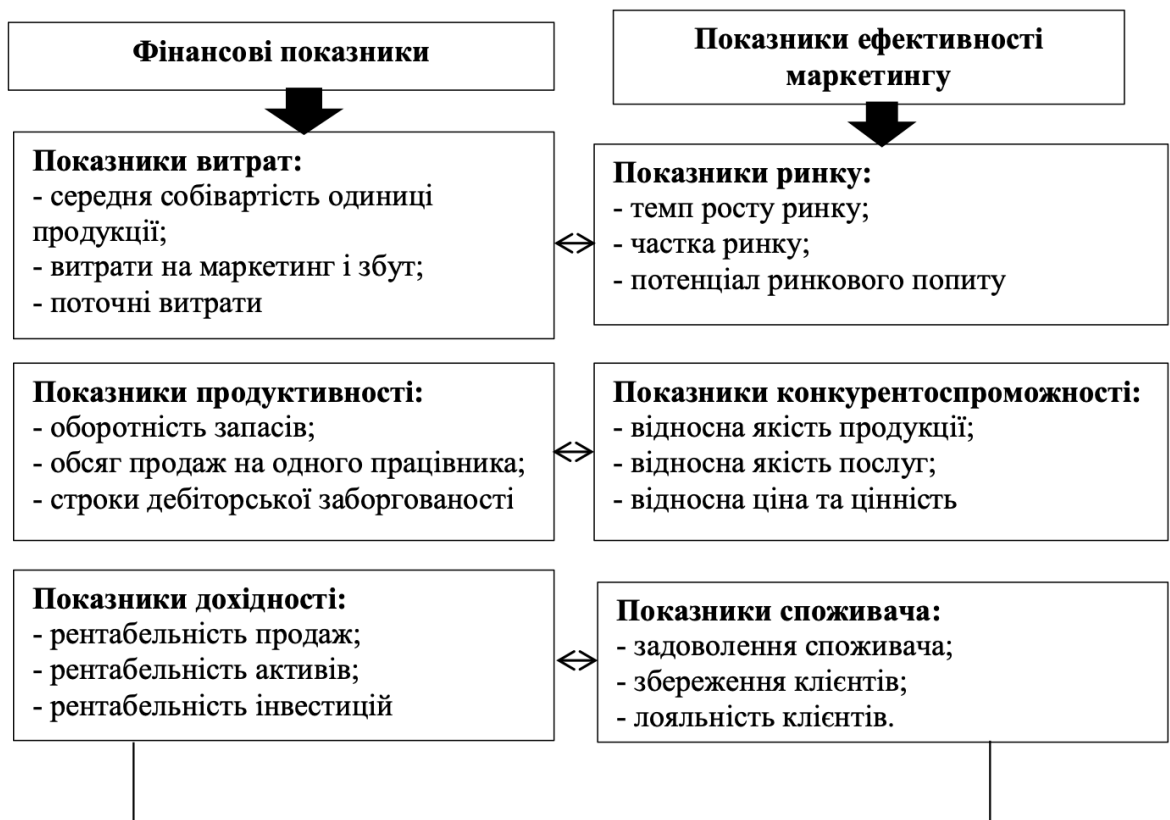 Фінансові показники
Показники ефективності
маркетингу
Показники витрат:
- середня собівартість одиниці
продукції;
- витрати на маркетинг і збут;
- поточні витрати
Показники ринку:
- темп росту ринку;
- частка ринку;
- потенціал ринкового попиту
Показники продуктивності:
- оборотність запасів;
- обсяг продаж на одного працівника;
- строки дебіторської заборгованості
Показники конкурентоспроможності:
- відносна якість продукції;
- відносна якість послуг;
- відносна ціна та цінність
Показники дохідності:
- рентабельність продаж;
- рентабельність активів;
- рентабельність інвестицій
Показники споживача:
- задоволення споживача;
- збереження клієнтів;
- лояльність клієнтів.